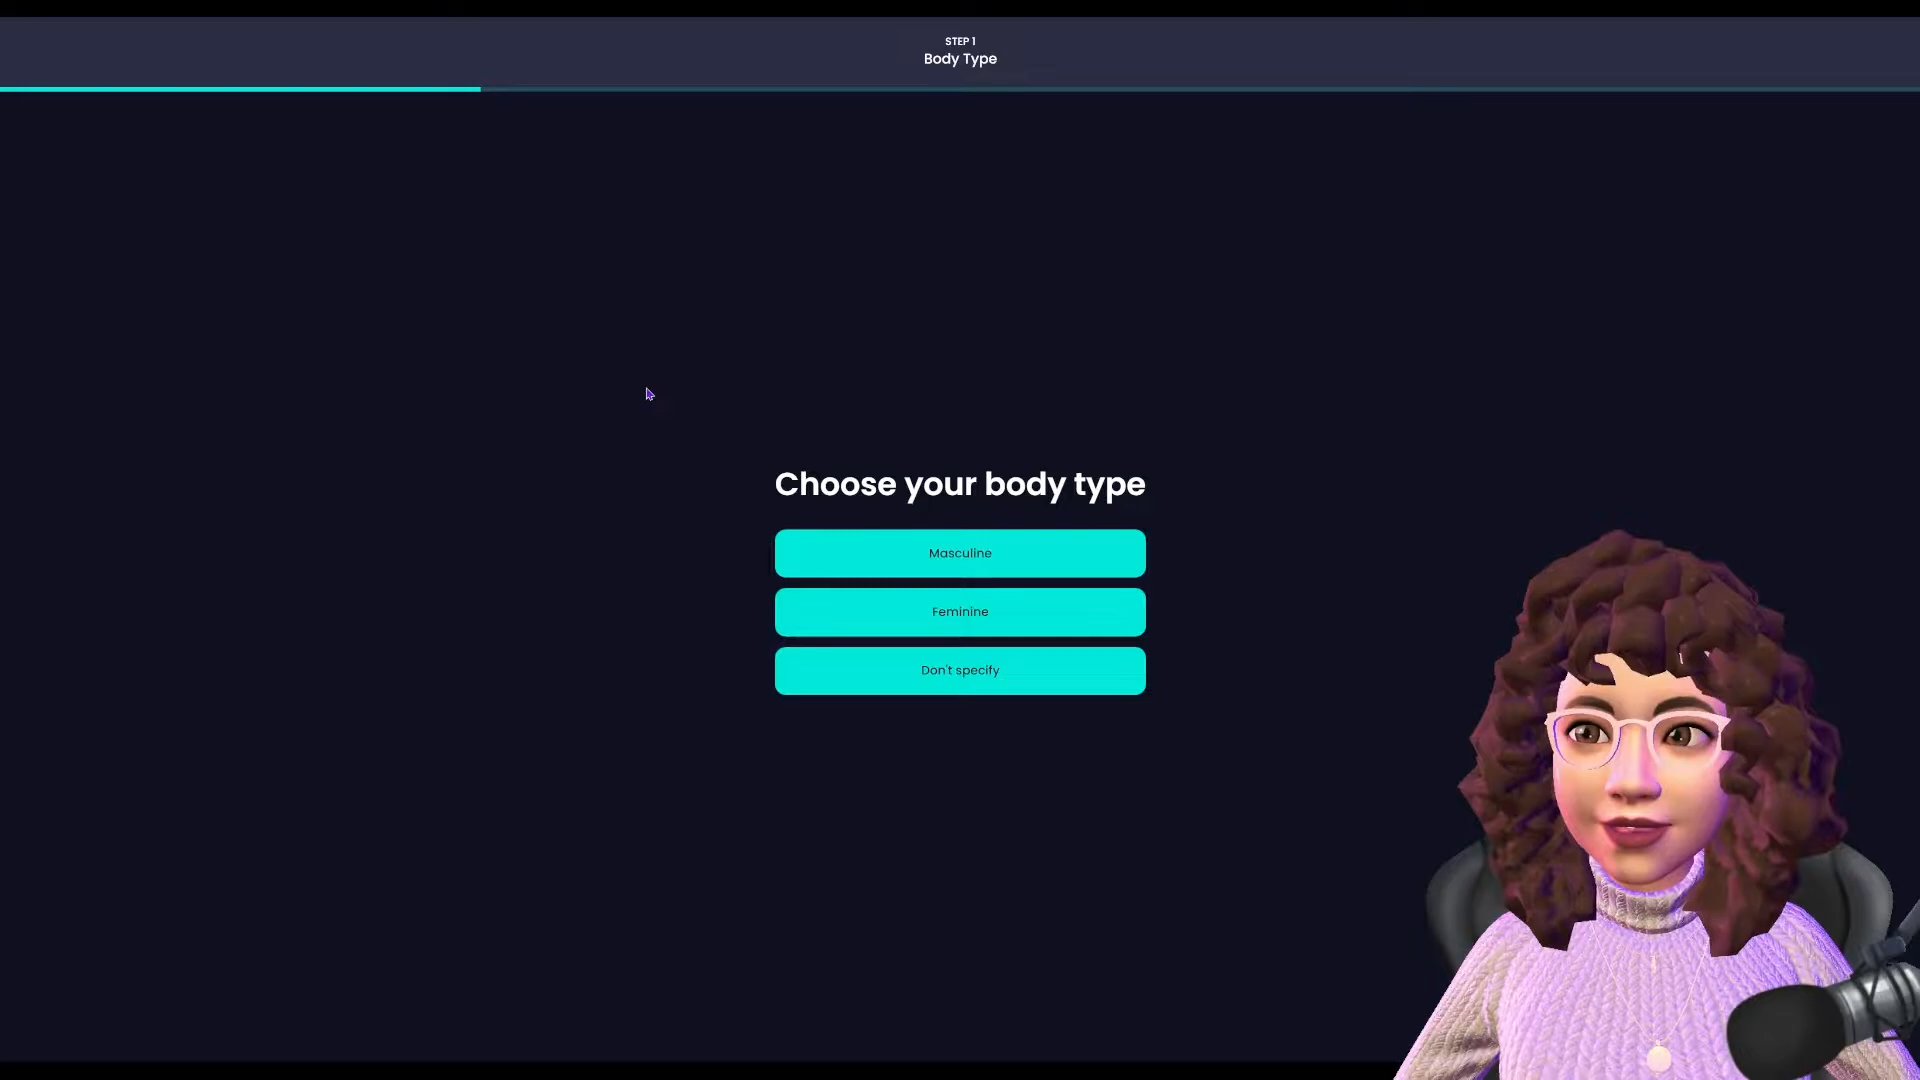 STEP 1
Body Type
Choose your body type
Masculine
Feminine
Don't specify